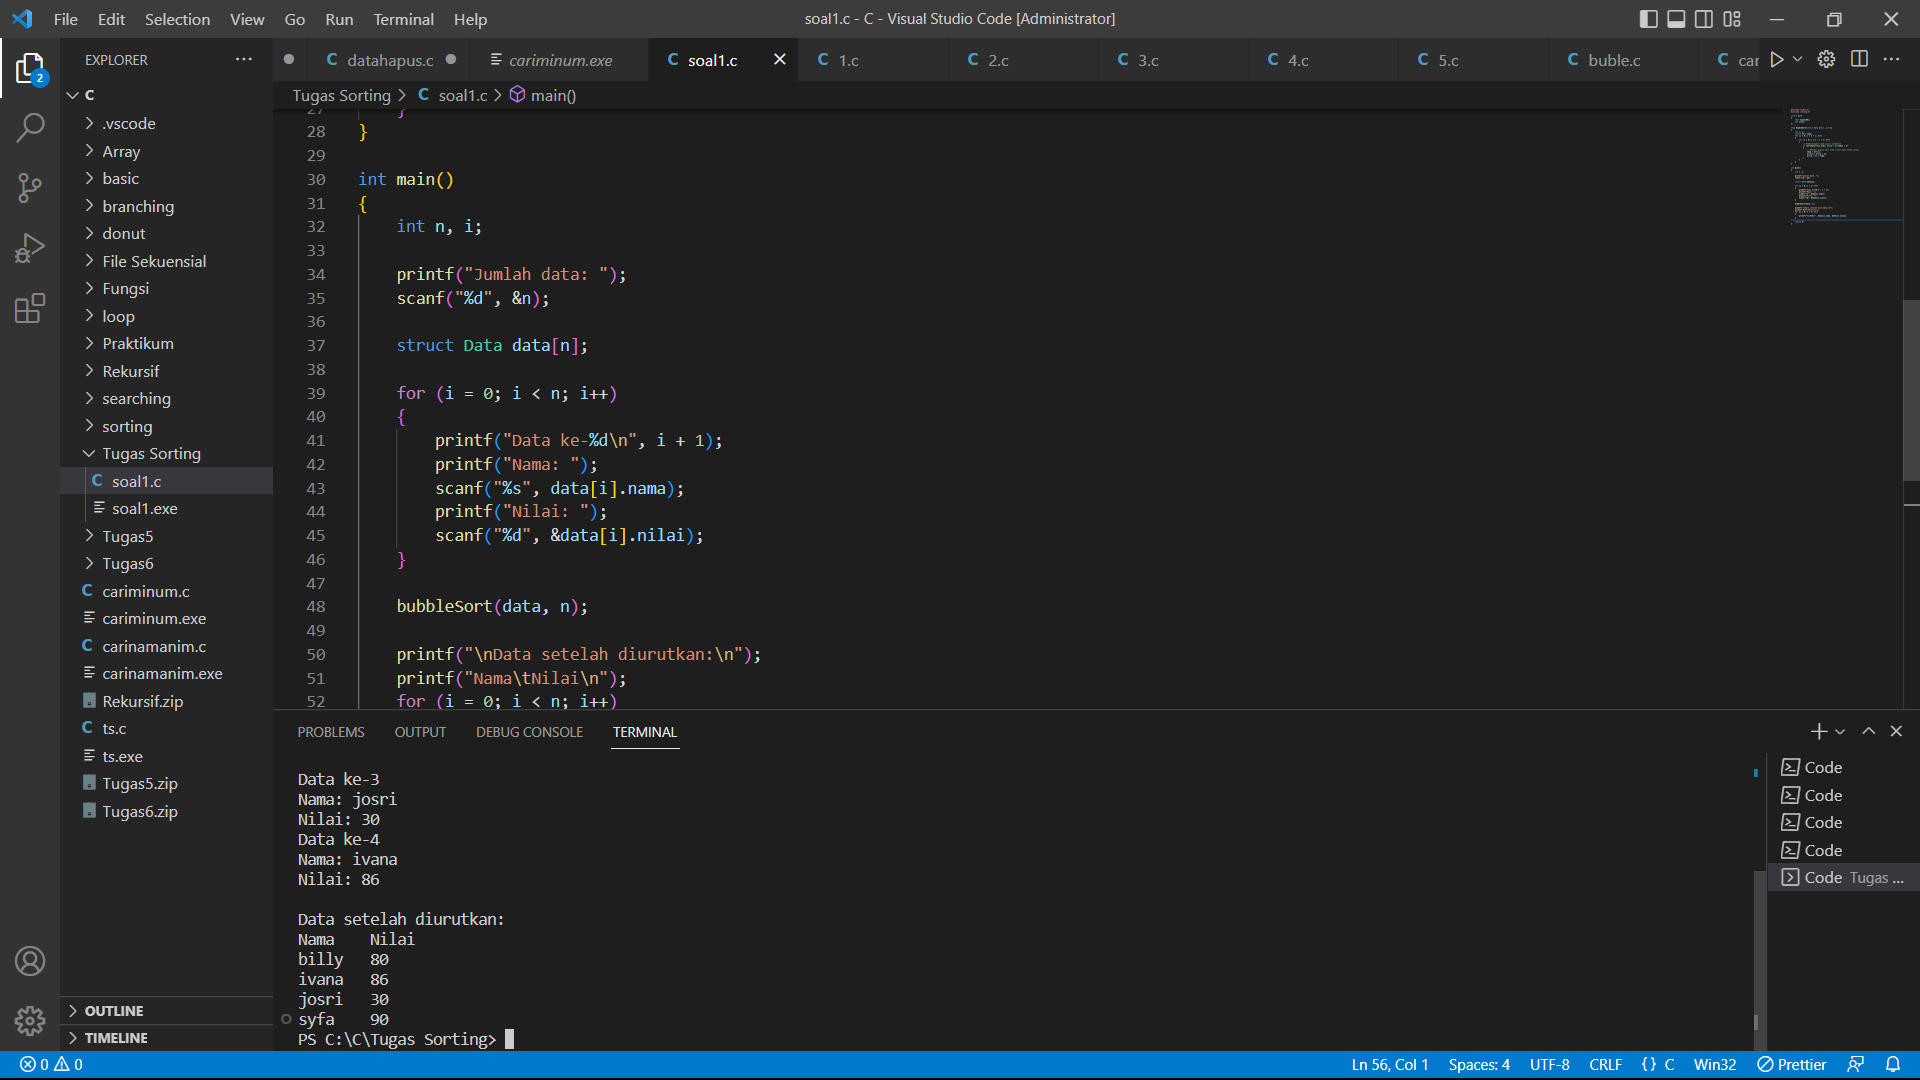 File Edit Selection View Go Run Terminal Help
soal1.c - C - Visual Studio Code [Administrator]
EXPLORER
C
.vscode
Array
basic
branching
donut
File Sekuensial
Fungsi
loop
Praktikum
Rekursif
searching
sorting
Tugas Sorting
C soal1.c
soal1.exe
Tugas5
Tugas6
C cariminum.c
cariminum.exe
C carinamanim.c
carinamanim.exe
Rekursif.zip
C ts.c
ts.exe
Tugas5.zip
Tugas6.zip
OUTLINE
TIMELINE
2
C datahapus.c
cariminum.exe
C soal1.c
C 1.c
C 2.c
C 3.c
C 4.c
C 5.c
C buble.c
C car
Tugas Sorting > C soal1.c > main()
27 }
28 }
29
30 int main()
31 {
32 int n, i;
33
34 printf("Jumlah data: ");
35 scanf("%d", &n);
36
37 struct Data data[n];
38
39 for (i = 0; i < n; i++)
40 {
41 printf("Data ke-%d\n", i + 1);
42 printf("Nama: ");
43 scanf("%s", data[i].nama);
44 printf("Nilai: ");
45 scanf("%d", &data[i].nilai);
46 }
47
48 bubbleSort(data, n);
49
50 printf("\nData setelah diurutkan:\n");
51 printf("Nama\tNilai\n");
52 for (i = 0; i < n; i++)
PROBLEMS OUTPUT DEBUG CONSOLE TERMINAL
Data ke-3
Nama: josri
Nilai: 30
Data ke-4
Nama: ivana
Nilai: 86
Data setelah diurutkan:
Nama Nilai
billy 80
ivana 86
josri 30
syfa 90
PS C:\C\Tugas Sorting>
Code
Code
Code
Code
Code Tugas ...
0 0
Ln 56, Col 1 Spaces: 4 UTF-8 CRLF {} C Win32 Prettier